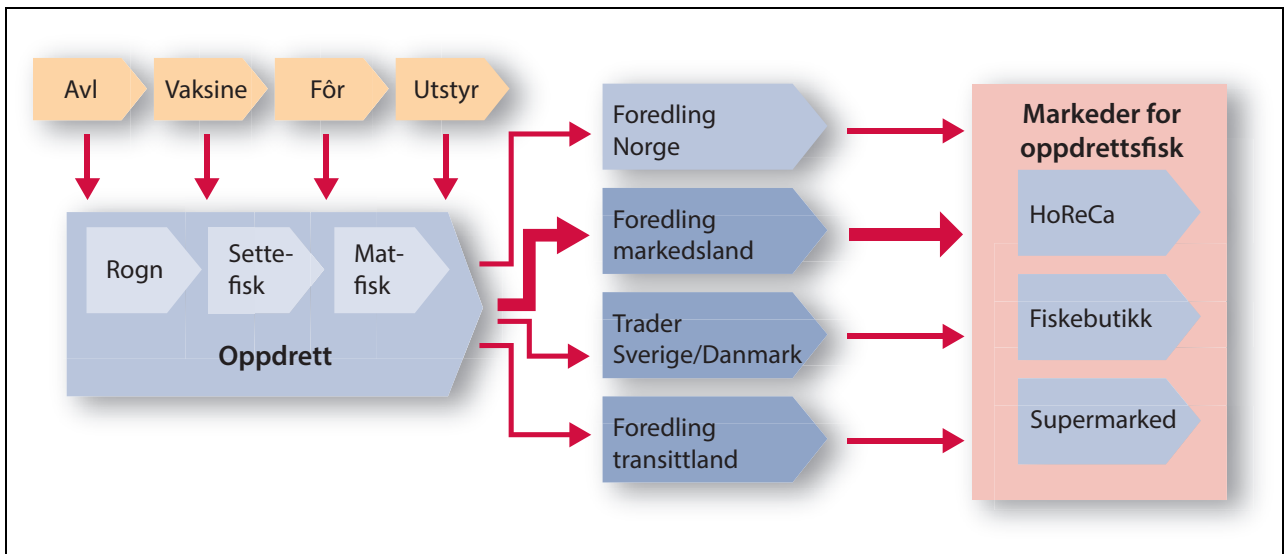 Avl
Vaksine
Fôr
Utstyr
Rogn
Sette-
fisk
Mat-
fisk
Oppdrett
Foredling
Norge
Foredling
markedsland
Trader
Sverige/Danmark
Foredling
transittland
Markeder for
oppdrettsfisk
HoReCa
Fiskebutikk
Supermarked